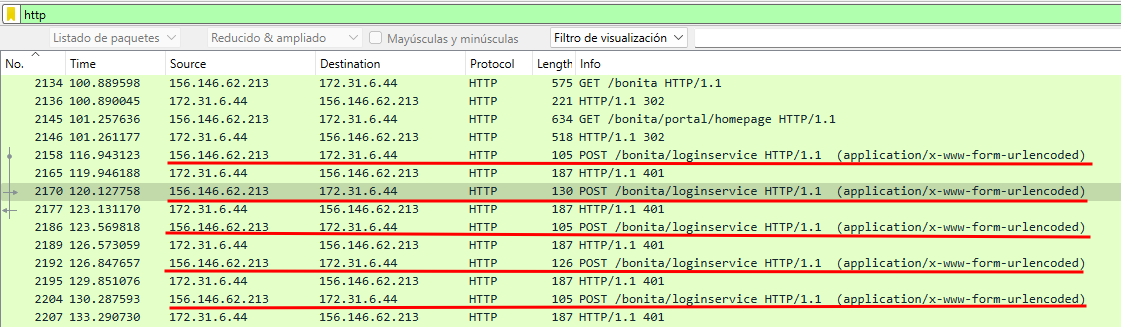 http
Listado de paquetes Reducido & ampliado Mayúsculas y minúsculas Filtro de visualización
No. Time Source Destination Protocol Length Info
2134 100.889598 156.146.62.213 172.31.6.44 HTTP 575 GET /bonita HTTP/1.1
2136 100.890045 172.31.6.44 156.146.62.213 HTTP 221 HTTP/1.1 302
2145 101.257636 156.146.62.213 172.31.6.44 HTTP 634 GET /bonita/portal/homepage HTTP/1.1
2146 101.261177 172.31.6.44 156.146.62.213 HTTP 518 HTTP/1.1 302
2158 116.943123 156.146.62.213 172.31.6.44 HTTP 105 POST /bonita/loginservice HTTP/1.1 (application/x-www-form-urlencoded)
2165 119.946188 172.31.6.44 156.146.62.213 HTTP 187 HTTP/1.1 401
2170 120.127758 156.146.62.213 172.31.6.44 HTTP 130 POST /bonita/loginservice HTTP/1.1 (application/x-www-form-urlencoded)
2177 123.131170 172.31.6.44 156.146.62.213 HTTP 187 HTTP/1.1 401
2186 123.569818 156.146.62.213 172.31.6.44 HTTP 105 POST /bonita/loginservice HTTP/1.1 (application/x-www-form-urlencoded)
2189 126.573059 172.31.6.44 156.146.62.213 HTTP 187 HTTP/1.1 401
2192 126.847657 156.146.62.213 172.31.6.44 HTTP 126 POST /bonita/loginservice HTTP/1.1 (application/x-www-form-urlencoded)
2195 129.851076 172.31.6.44 156.146.62.213 HTTP 187 HTTP/1.1 401
2204 130.287593 156.146.62.213 172.31.6.44 HTTP 105 POST /bonita/loginservice HTTP/1.1 (application/x-www-form-urlencoded)
2207 133.290730 172.31.6.44 156.146.62.213 HTTP 187 HTTP/1.1 401